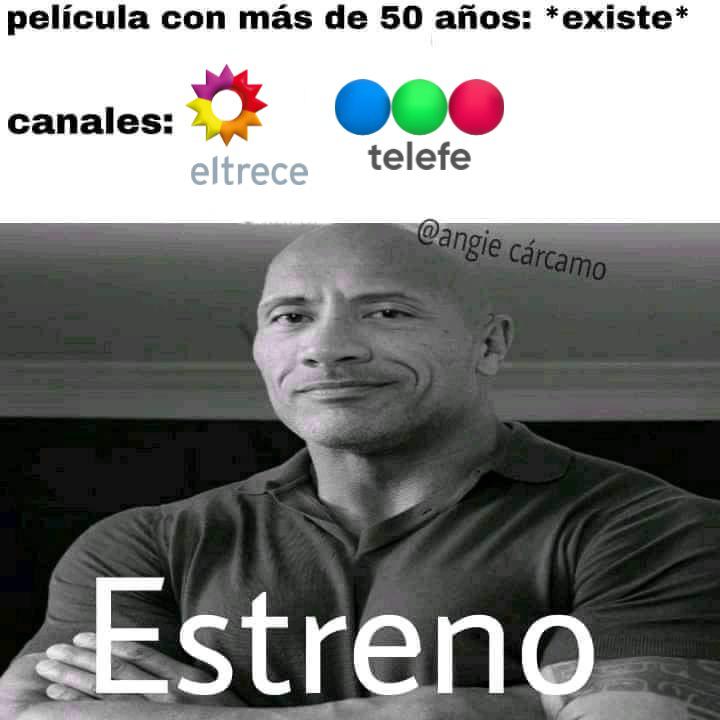 película con más de 50 años: *existe*
canales:
eltrece
telefe
@angie cárcamo
Estreno